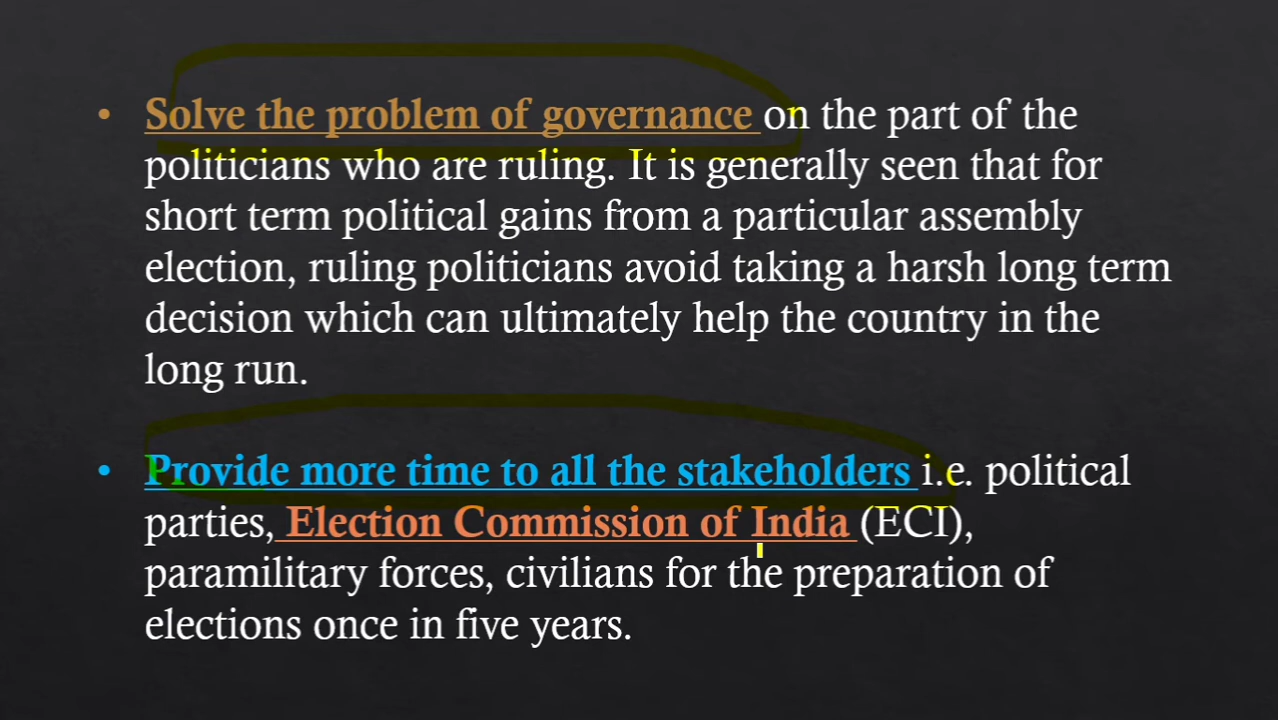 • Solve the problem of governance on the part of the
politicians who are ruling. It is generally seen that for
short term political gains from a particular assembly
election, ruling politicians avoid taking a harsh long term
decision which can ultimately help the country in the
long run.
• Provide more time to all the stakeholders i.e. political
parties, Election Commission of India (ECI),
paramilitary forces, civilians for the preparation of
elections once in five years.